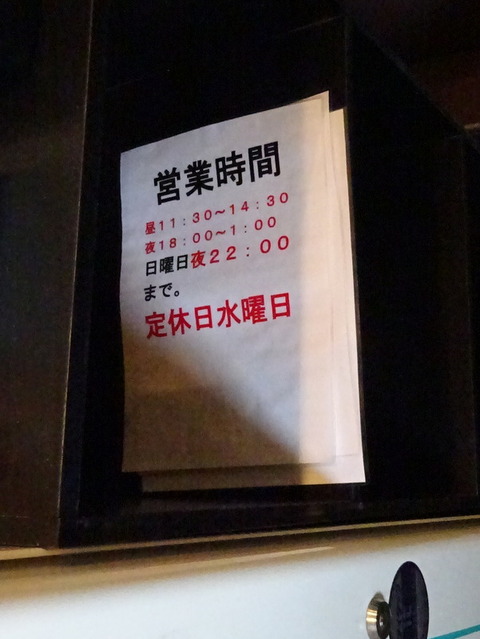 営業時間
昼11：30～14：30
夜18：00～1：00
日曜日夜22：00
まで。
定休日水曜日